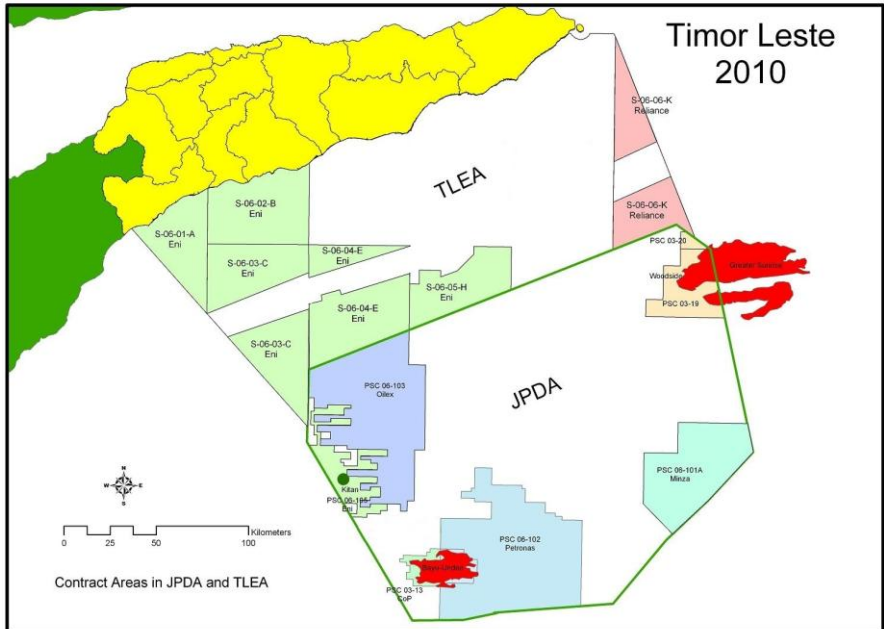 Timor Leste
2010
S-06-06-K
Reliance
TLEA
S-06-02-B
Eni
S-06-01-A
Eni
S-06-06-K
Reliance
S-06-03-C
Eni
S-06-04-E
Eni
PSC 03-20
Greater Sunrise
Woodside
S-06-05-H
Eni
PSC 03-19
S-06-04-E
Eni
S-06-03-C
Eni
PSC 06-103
Oilex
JPDA
PSC 06-101A
Minza
N
W
E
S
Kitan
PSC 06-105
Eni
Kilometers
0 25 50 100
PSC 06-102
Petronas
Bayu-Undan
Contract Areas in JPDA and TLEA
PSC 03-13
CoP